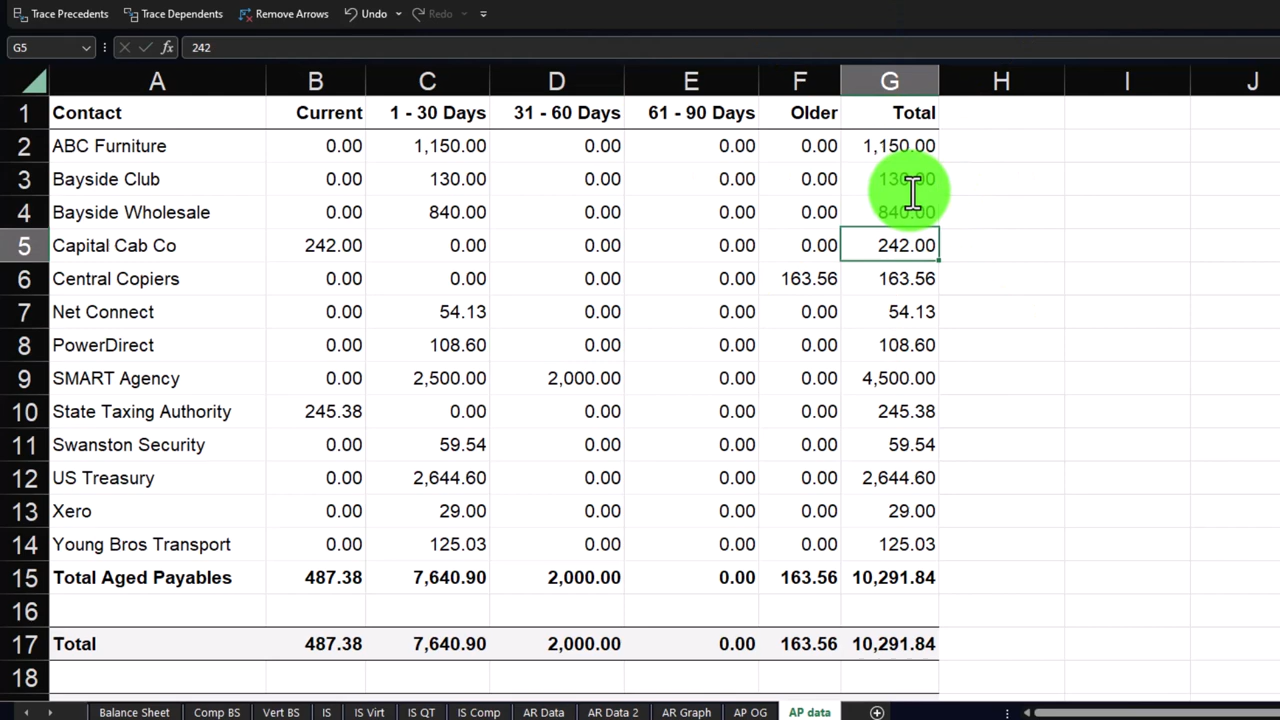 Trace Precedents Trace Dependents Remove Arrows Undo Redo
G5 fx 242
A B C D E F G H I J
1 Contact Current 1 - 30 Days 31 - 60 Days 61 - 90 Days Older Total
2 ABC Furniture 0.00 1,150.00 0.00 0.00 0.00 1,150.00
3 Bayside Club 0.00 130.00 0.00 0.00 0.00 130.00
4 Bayside Wholesale 0.00 840.00 0.00 0.00 0.00 840.00
5 Capital Cab Co 242.00 0.00 0.00 0.00 0.00 242.00
6 Central Copiers 0.00 0.00 0.00 0.00 163.56 163.56
7 Net Connect 0.00 54.13 0.00 0.00 0.00 54.13
8 PowerDirect 0.00 108.60 0.00 0.00 0.00 108.60
9 SMART Agency 0.00 2,500.00 2,000.00 0.00 0.00 4,500.00
10 State Taxing Authority 245.38 0.00 0.00 0.00 0.00 245.38
11 Swanston Security 0.00 59.54 0.00 0.00 0.00 59.54
12 US Treasury 0.00 2,644.60 0.00 0.00 0.00 2,644.60
13 Xero 0.00 29.00 0.00 0.00 0.00 29.00
14 Young Bros Transport 0.00 125.03 0.00 0.00 0.00 125.03
15 Total Aged Payables 487.38 7,640.90 2,000.00 0.00 163.56 10,291.84
16
17 Total 487.38 7,640.90 2,000.00 0.00 163.56 10,291.84
18
Balance Sheet Comp BS Vert BS IS IS Virt IS QT IS Comp AR Data AR Data 2 AR Graph AP OG AP data